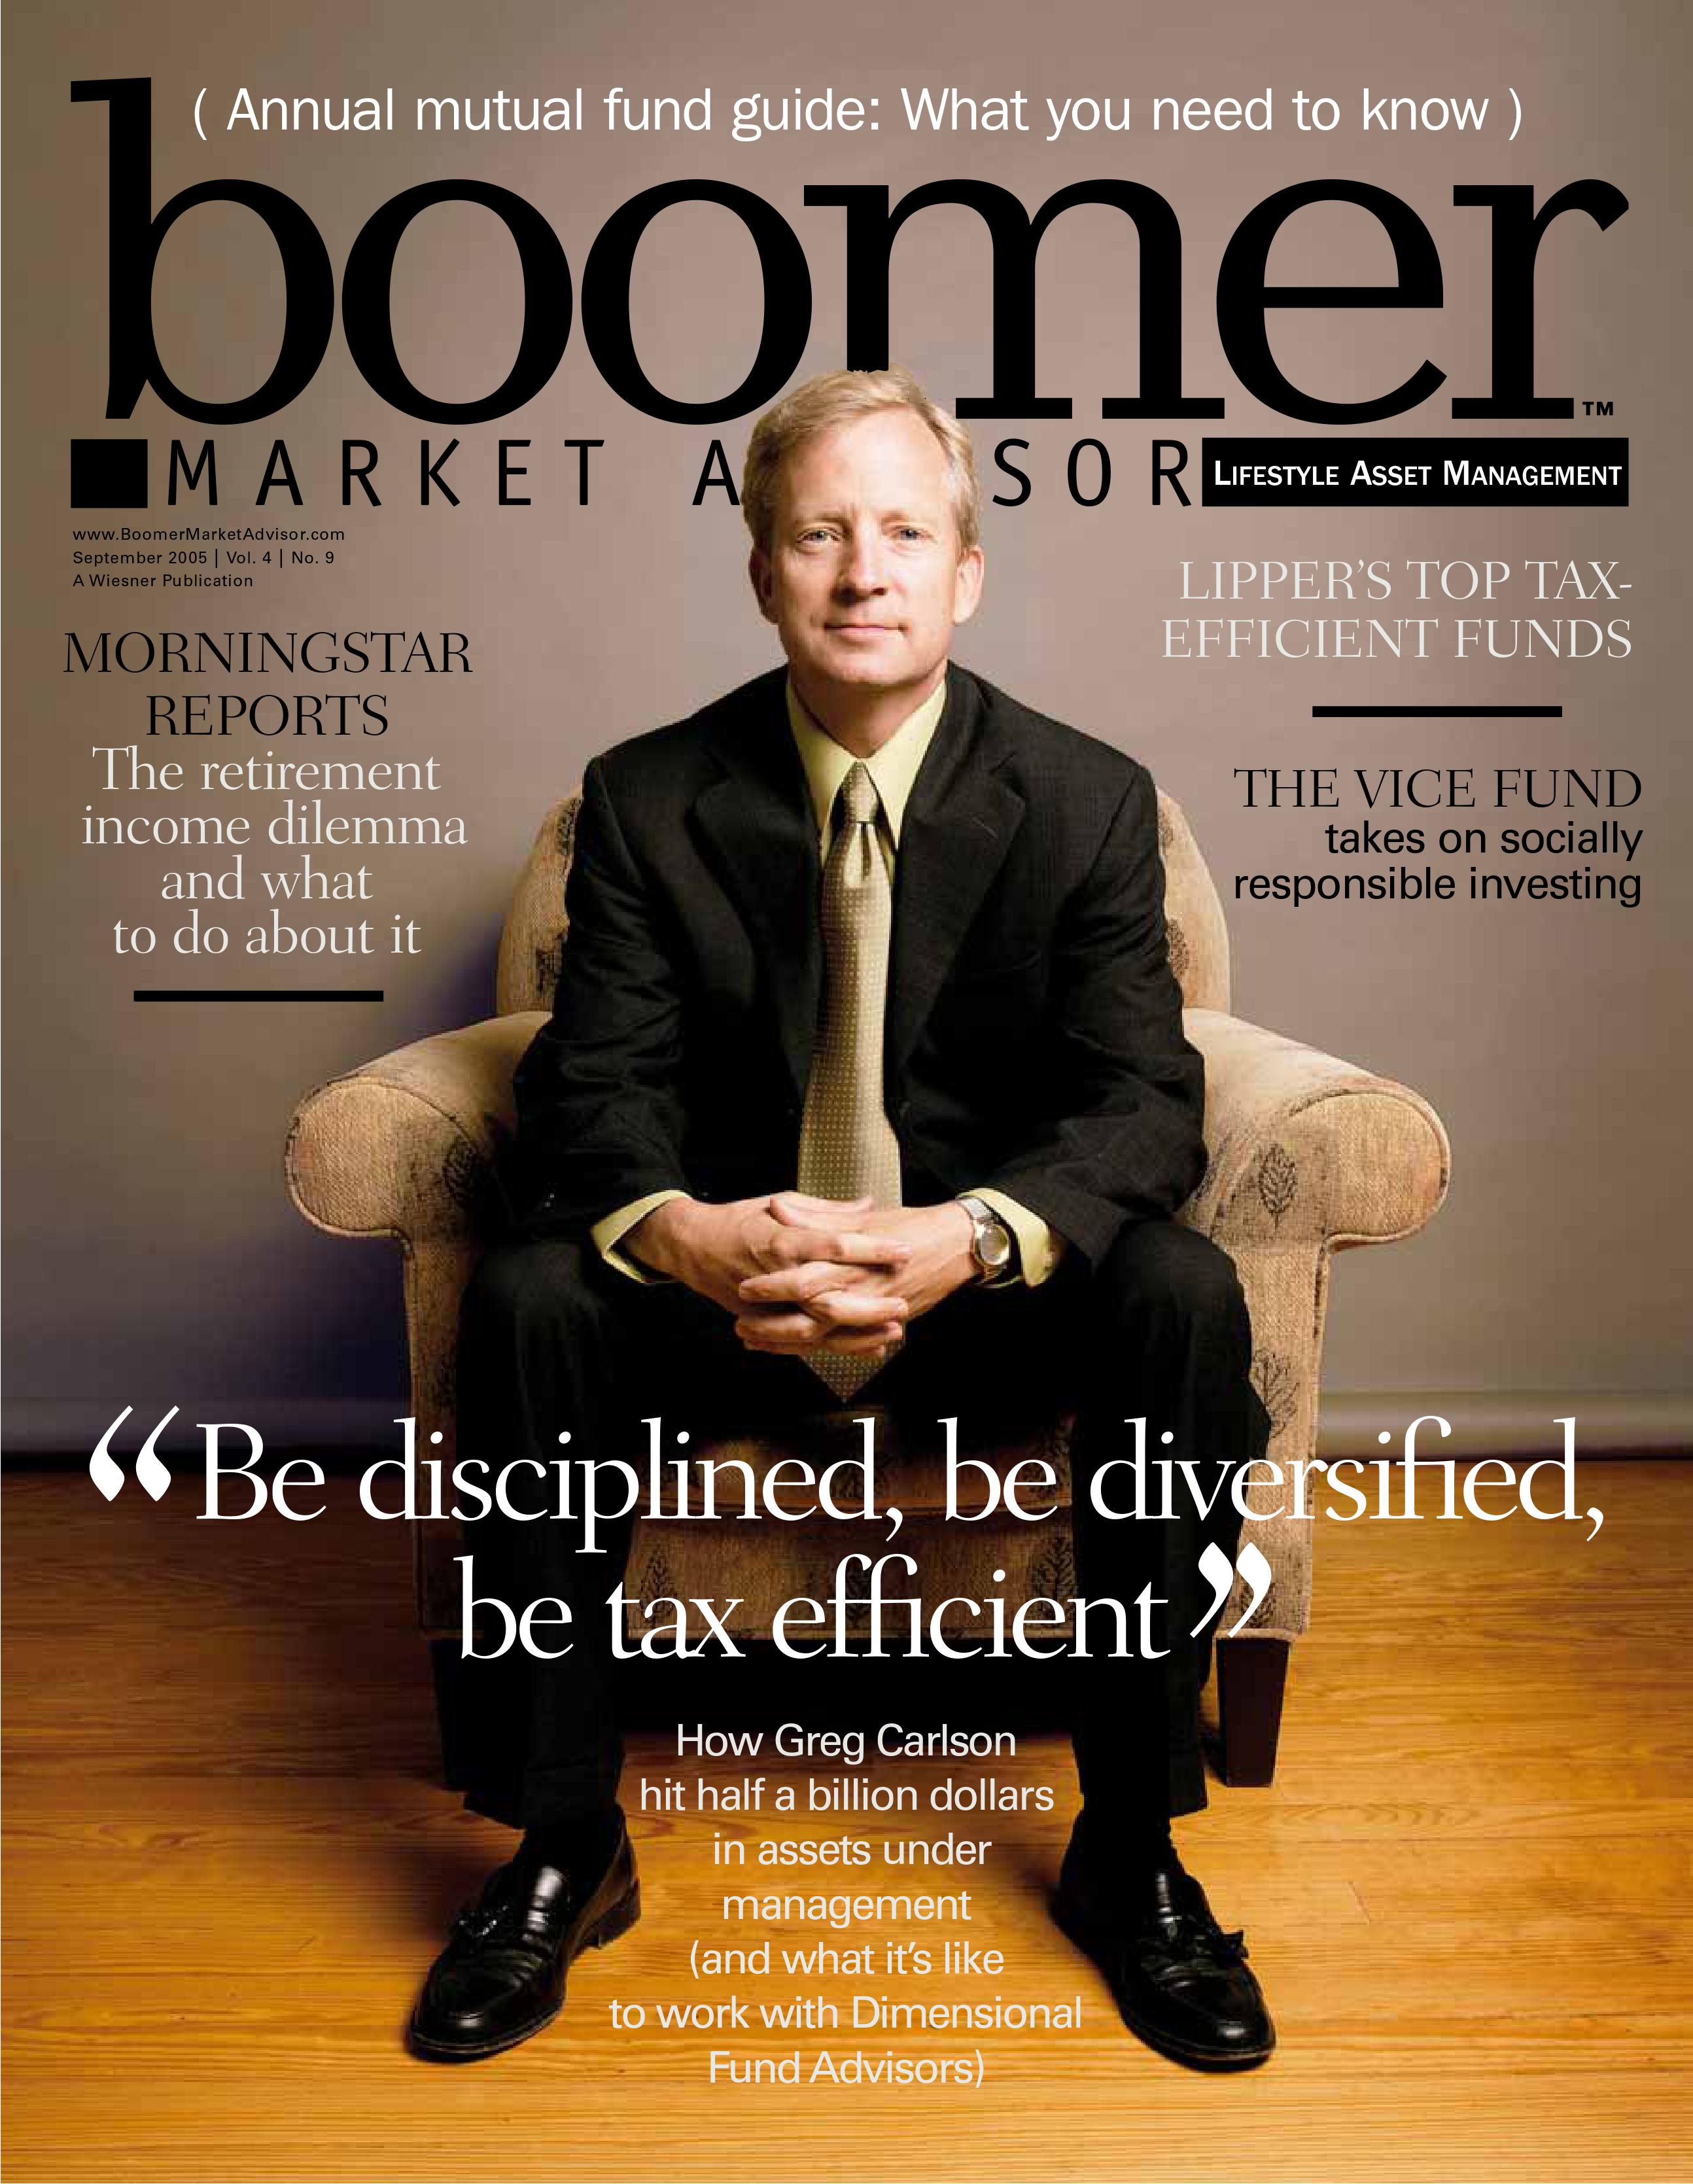 ( Annual mutual fund guide: What you need to know )
boomer™
MARKET A SOR
LIFESTYLE ASSET MANAGEMENT
www.BoomerMarketAdvisor.com
September 2005 | Vol. 4 | No. 9
A Wiesner Publication
MORNINGSTAR
REPORTS
The retirement
income dilemma
and what
to do about it
LIPPER’S TOP TAX-
EFFICIENT FUNDS
THE VICE FUND
takes on socially
responsible investing
“Be disciplined, be diversified,
be tax efficient”
How Greg Carlson
hit half a billion dollars
in assets under
management
(and what it’s like
to work with Dimensional
Fund Advisors)